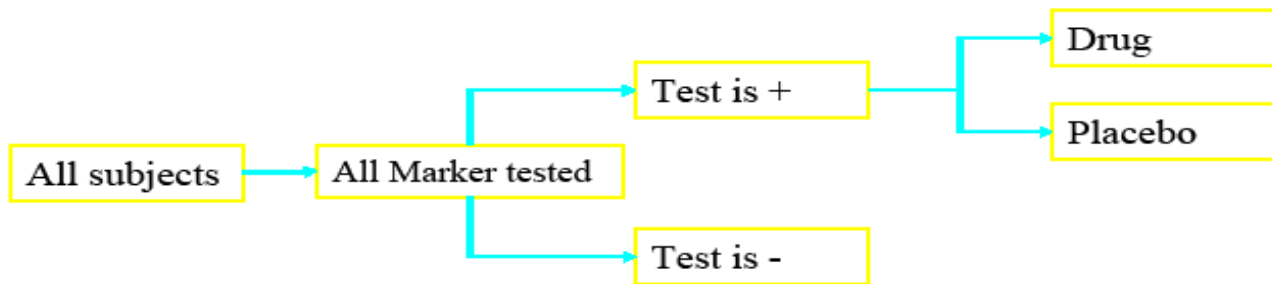 All subjects
All Marker tested
Test is +
Test is -
Drug
Placebo